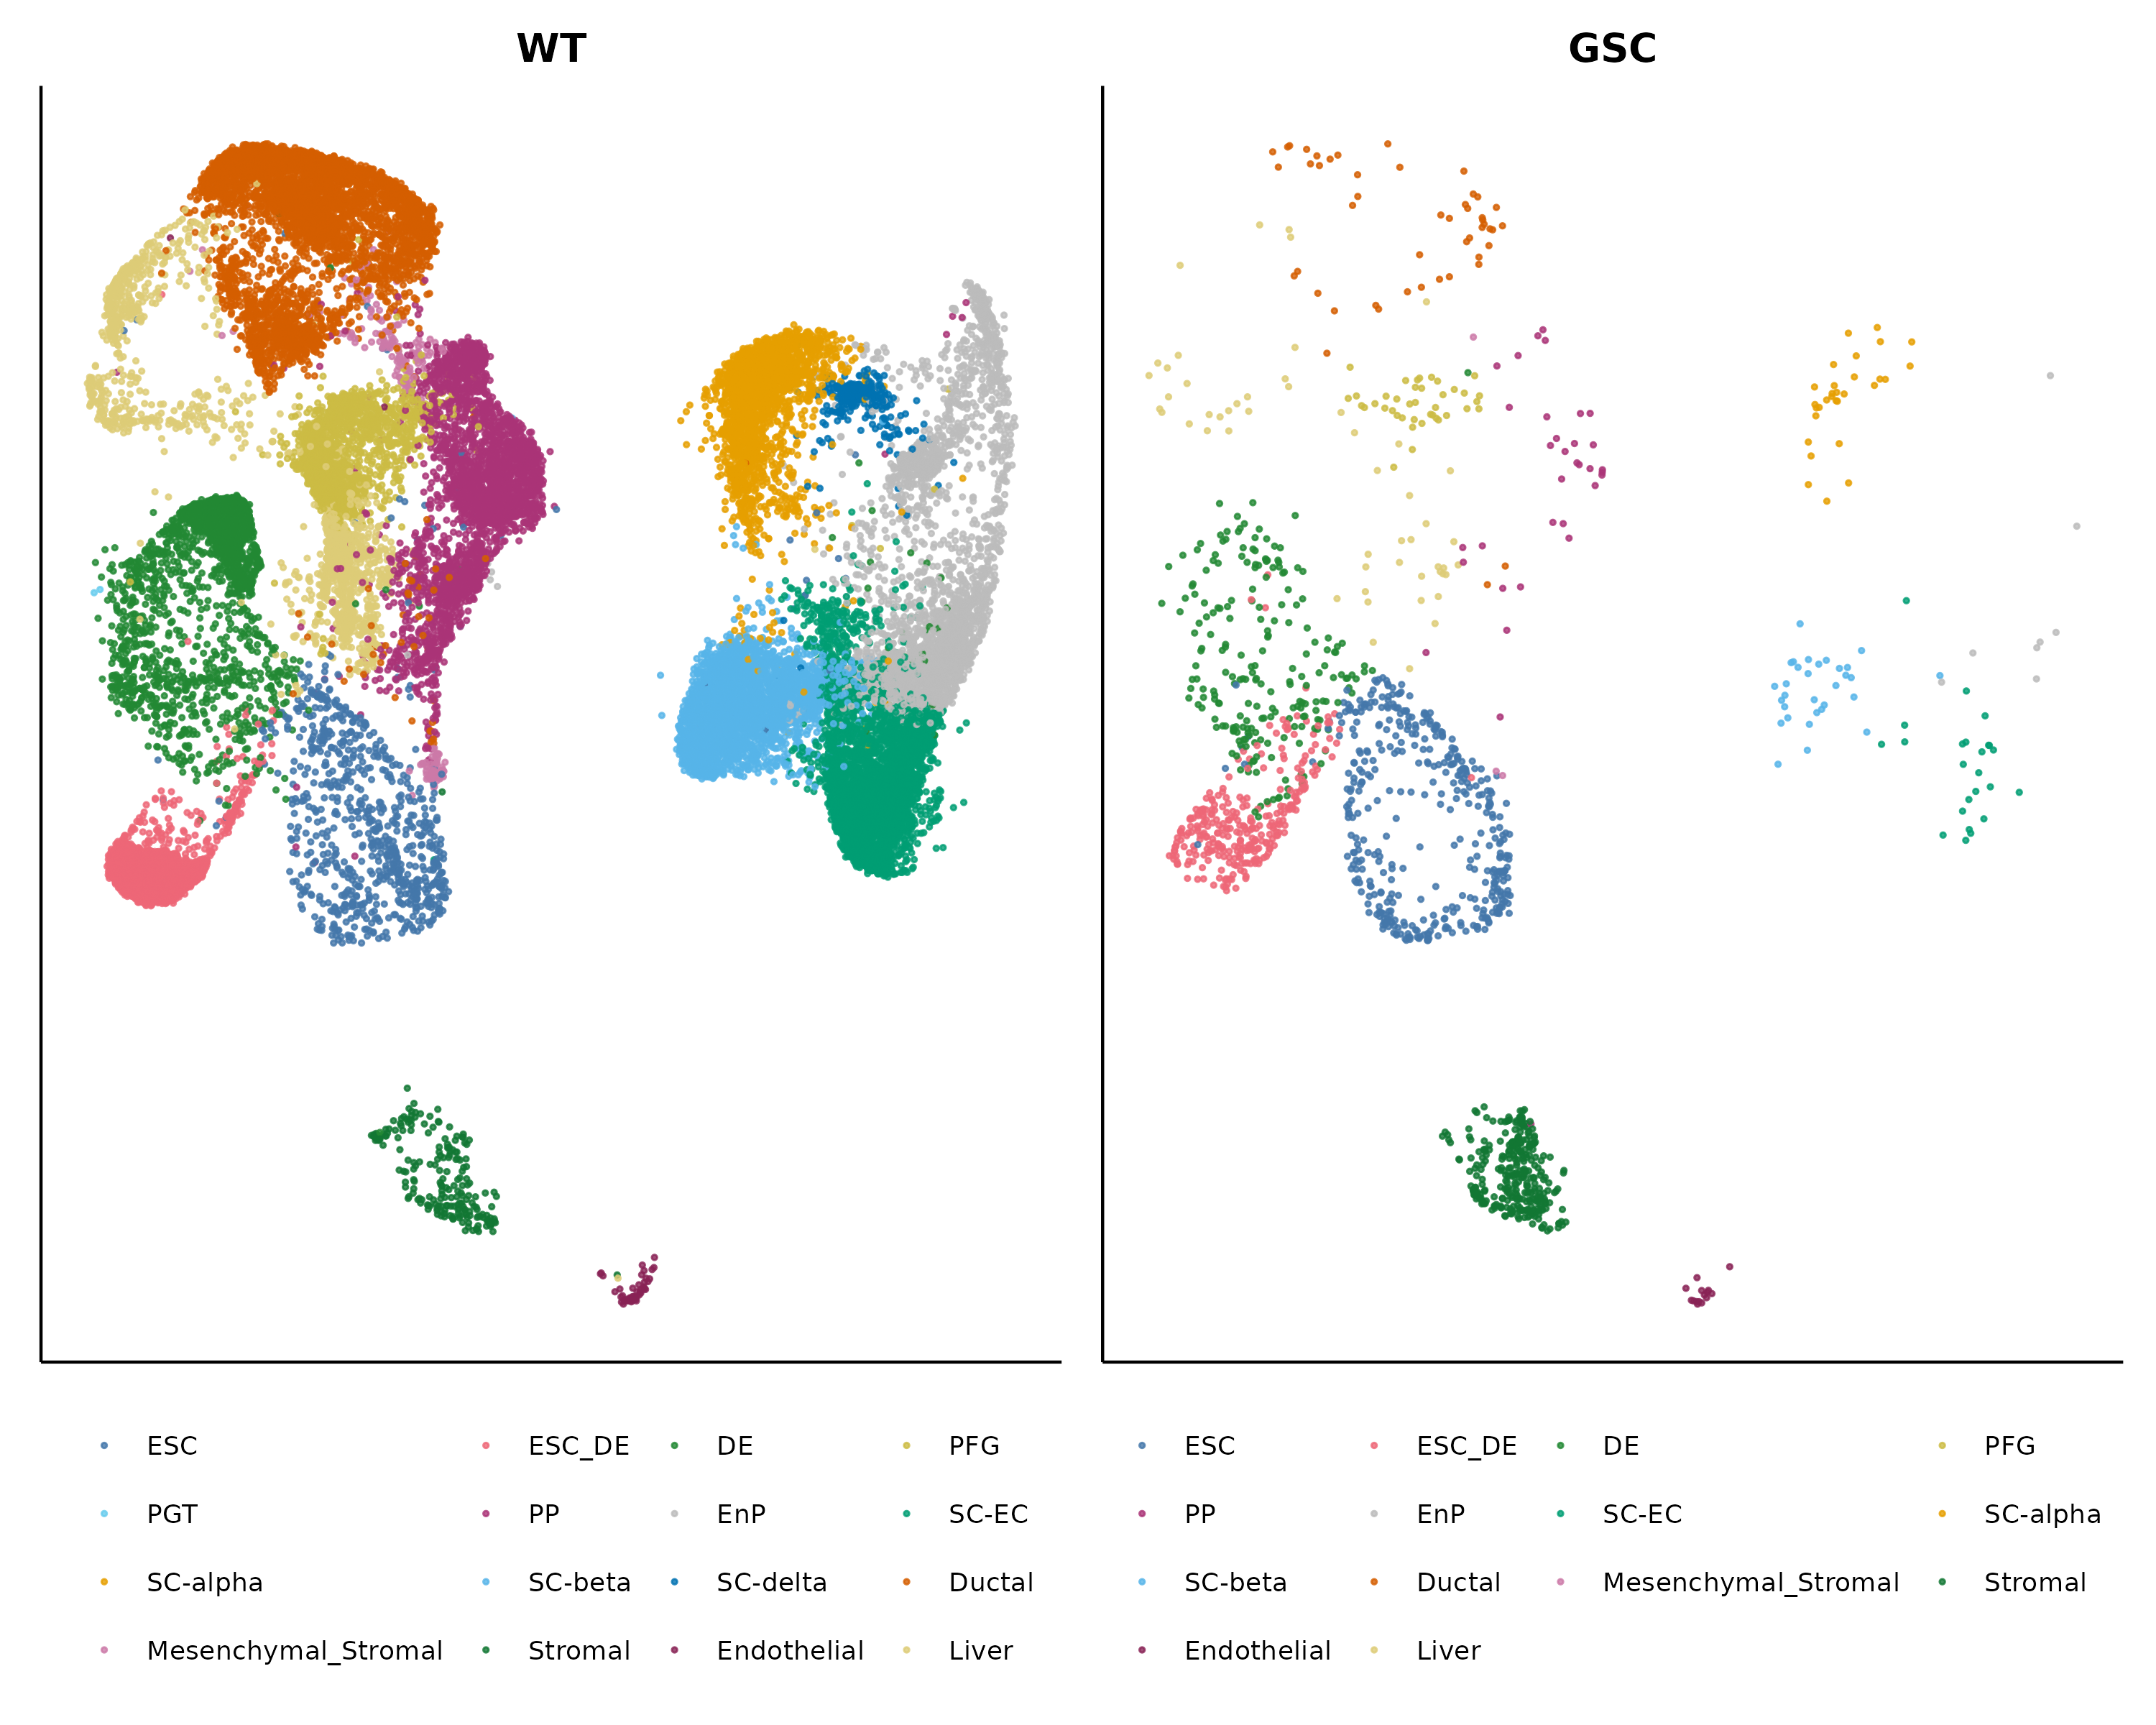 WT
GSC
ESC ESC_DE DE PFG ESC ESC_DE DE PFG
PGT PP EnP SC-EC PP EnP SC-EC SC-alpha
SC-alpha SC-beta SC-delta Ductal SC-beta Ductal Mesenchymal_Stromal Stromal
Mesenchymal_Stromal Stromal Endothelial Liver Endothelial Liver